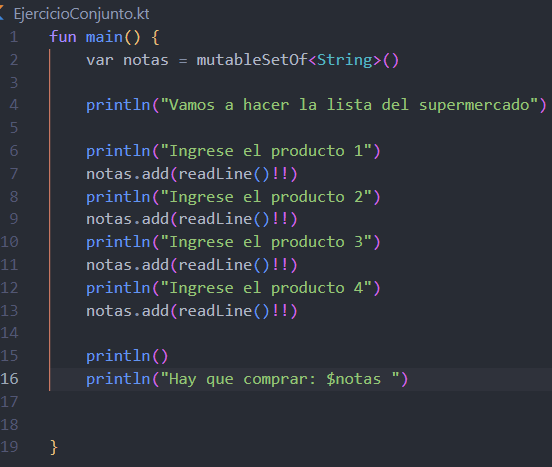 EjercicioConjunto.kt
1 fun main() {
2 var notas = mutableSetOf<String>()
3
4 println("Vamos a hacer la lista del supermercado")
5
6 println("Ingrese el producto 1")
7 notas.add(readLine()!!)
8 println("Ingrese el producto 2")
9 notas.add(readLine()!!)
10 println("Ingrese el producto 3")
11 notas.add(readLine()!!)
12 println("Ingrese el producto 4")
13 notas.add(readLine()!!)
14
15 println()
16 println("Hay que comprar: $notas ")
17
18
19 }